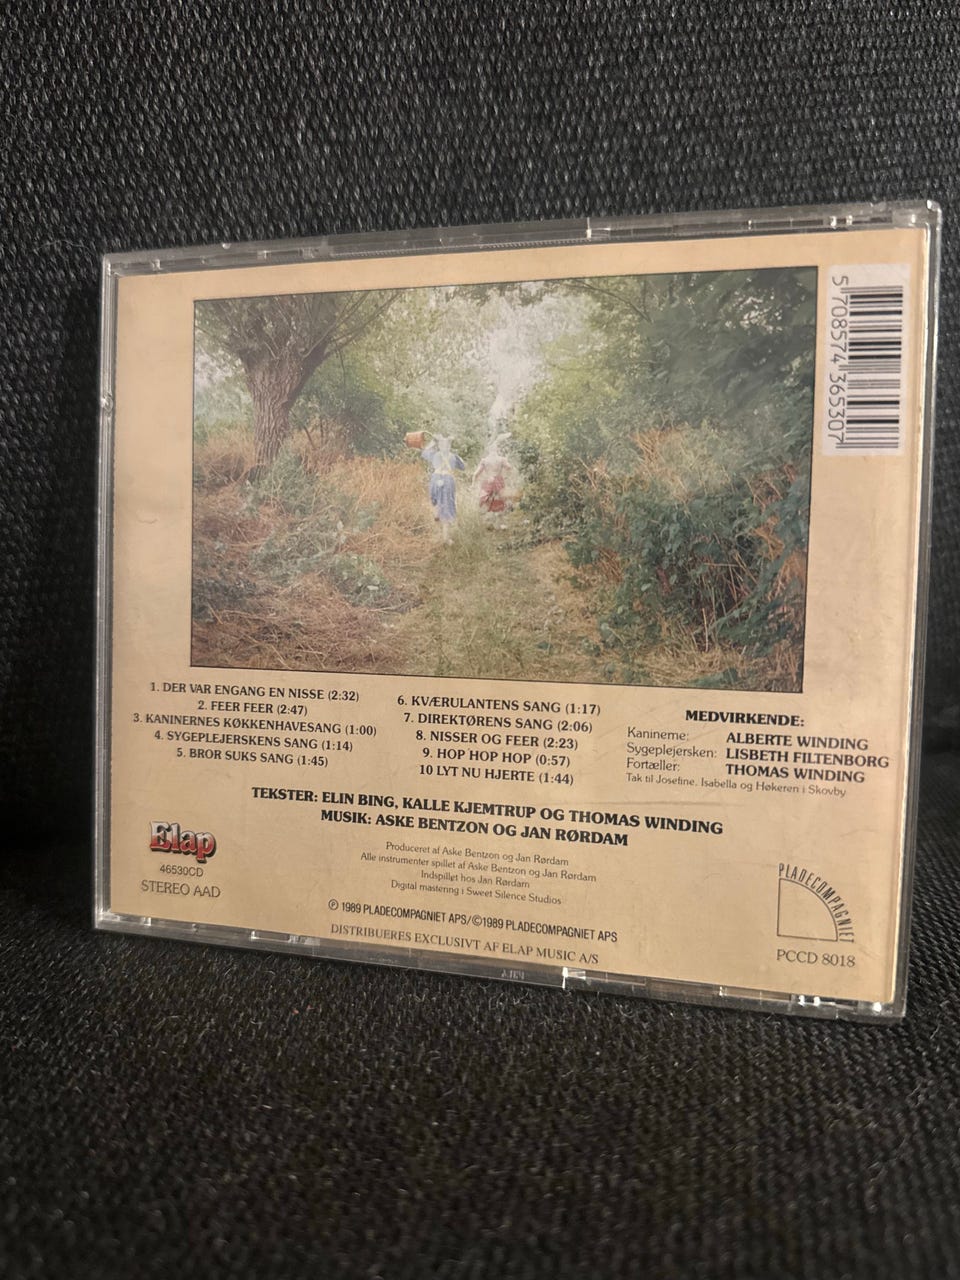 5 708574 365307
1. DER VAR ENGANG EN NISSE (2:32)
2. FEER FEER (2:47)
3. KANINERNES KØKKENHAVESANG (1:00)
4. SYGEPLEJERSKENS SANG (1:14)
5. BROR SUKS SANG (1:45)
6. KVÆRULANTENS SANG (1:17)
7. DIREKTØRENS SANG (2:06)
8. NISSER OG FEER (2:23)
9. HOP HOP HOP (0:57)
10 LYT NU HJERTE (1:44)
MEDVIRKENDE:
Kaninerne: ALBERTE WINDING
Sygeplejersken: LISBETH FILTENBORG
Fortæller: THOMAS WINDING
Tak til Josefine, Isabella og Høkeren i Skovby
TEKSTER: ELIN BING, KALLE KJEMTRUP OG THOMAS WINDING
MUSIK: ASKE BENTZON OG JAN RØRDAM
Produceret af Aske Bentzon og Jan Rørdam
Alle instrumenter spillet af Aske Bentzon og Jan Rørdam
Indspillet hos Jan Rørdam
Digital mastering i Sweet Silence Studios
Ⓟ 1989 PLADECOMPAGNIET APS/©1989 PLADECOMPAGNIET APS
DISTRIBUERES EXCLUSIVT AF ELAP MUSIC A/S
Elap
46530CD
STEREO AAD
PLADECOMPAGNIET
PCCD 8018